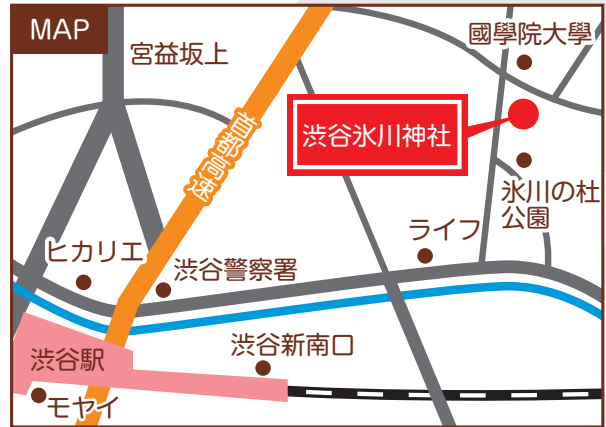 MAP
宮益坂上
國學院大學
首都高速
渋谷氷川神社
氷川の杜
公園
ライフ
ヒカリエ
渋谷警察署
渋谷新南口
渋谷駅
モヤイ